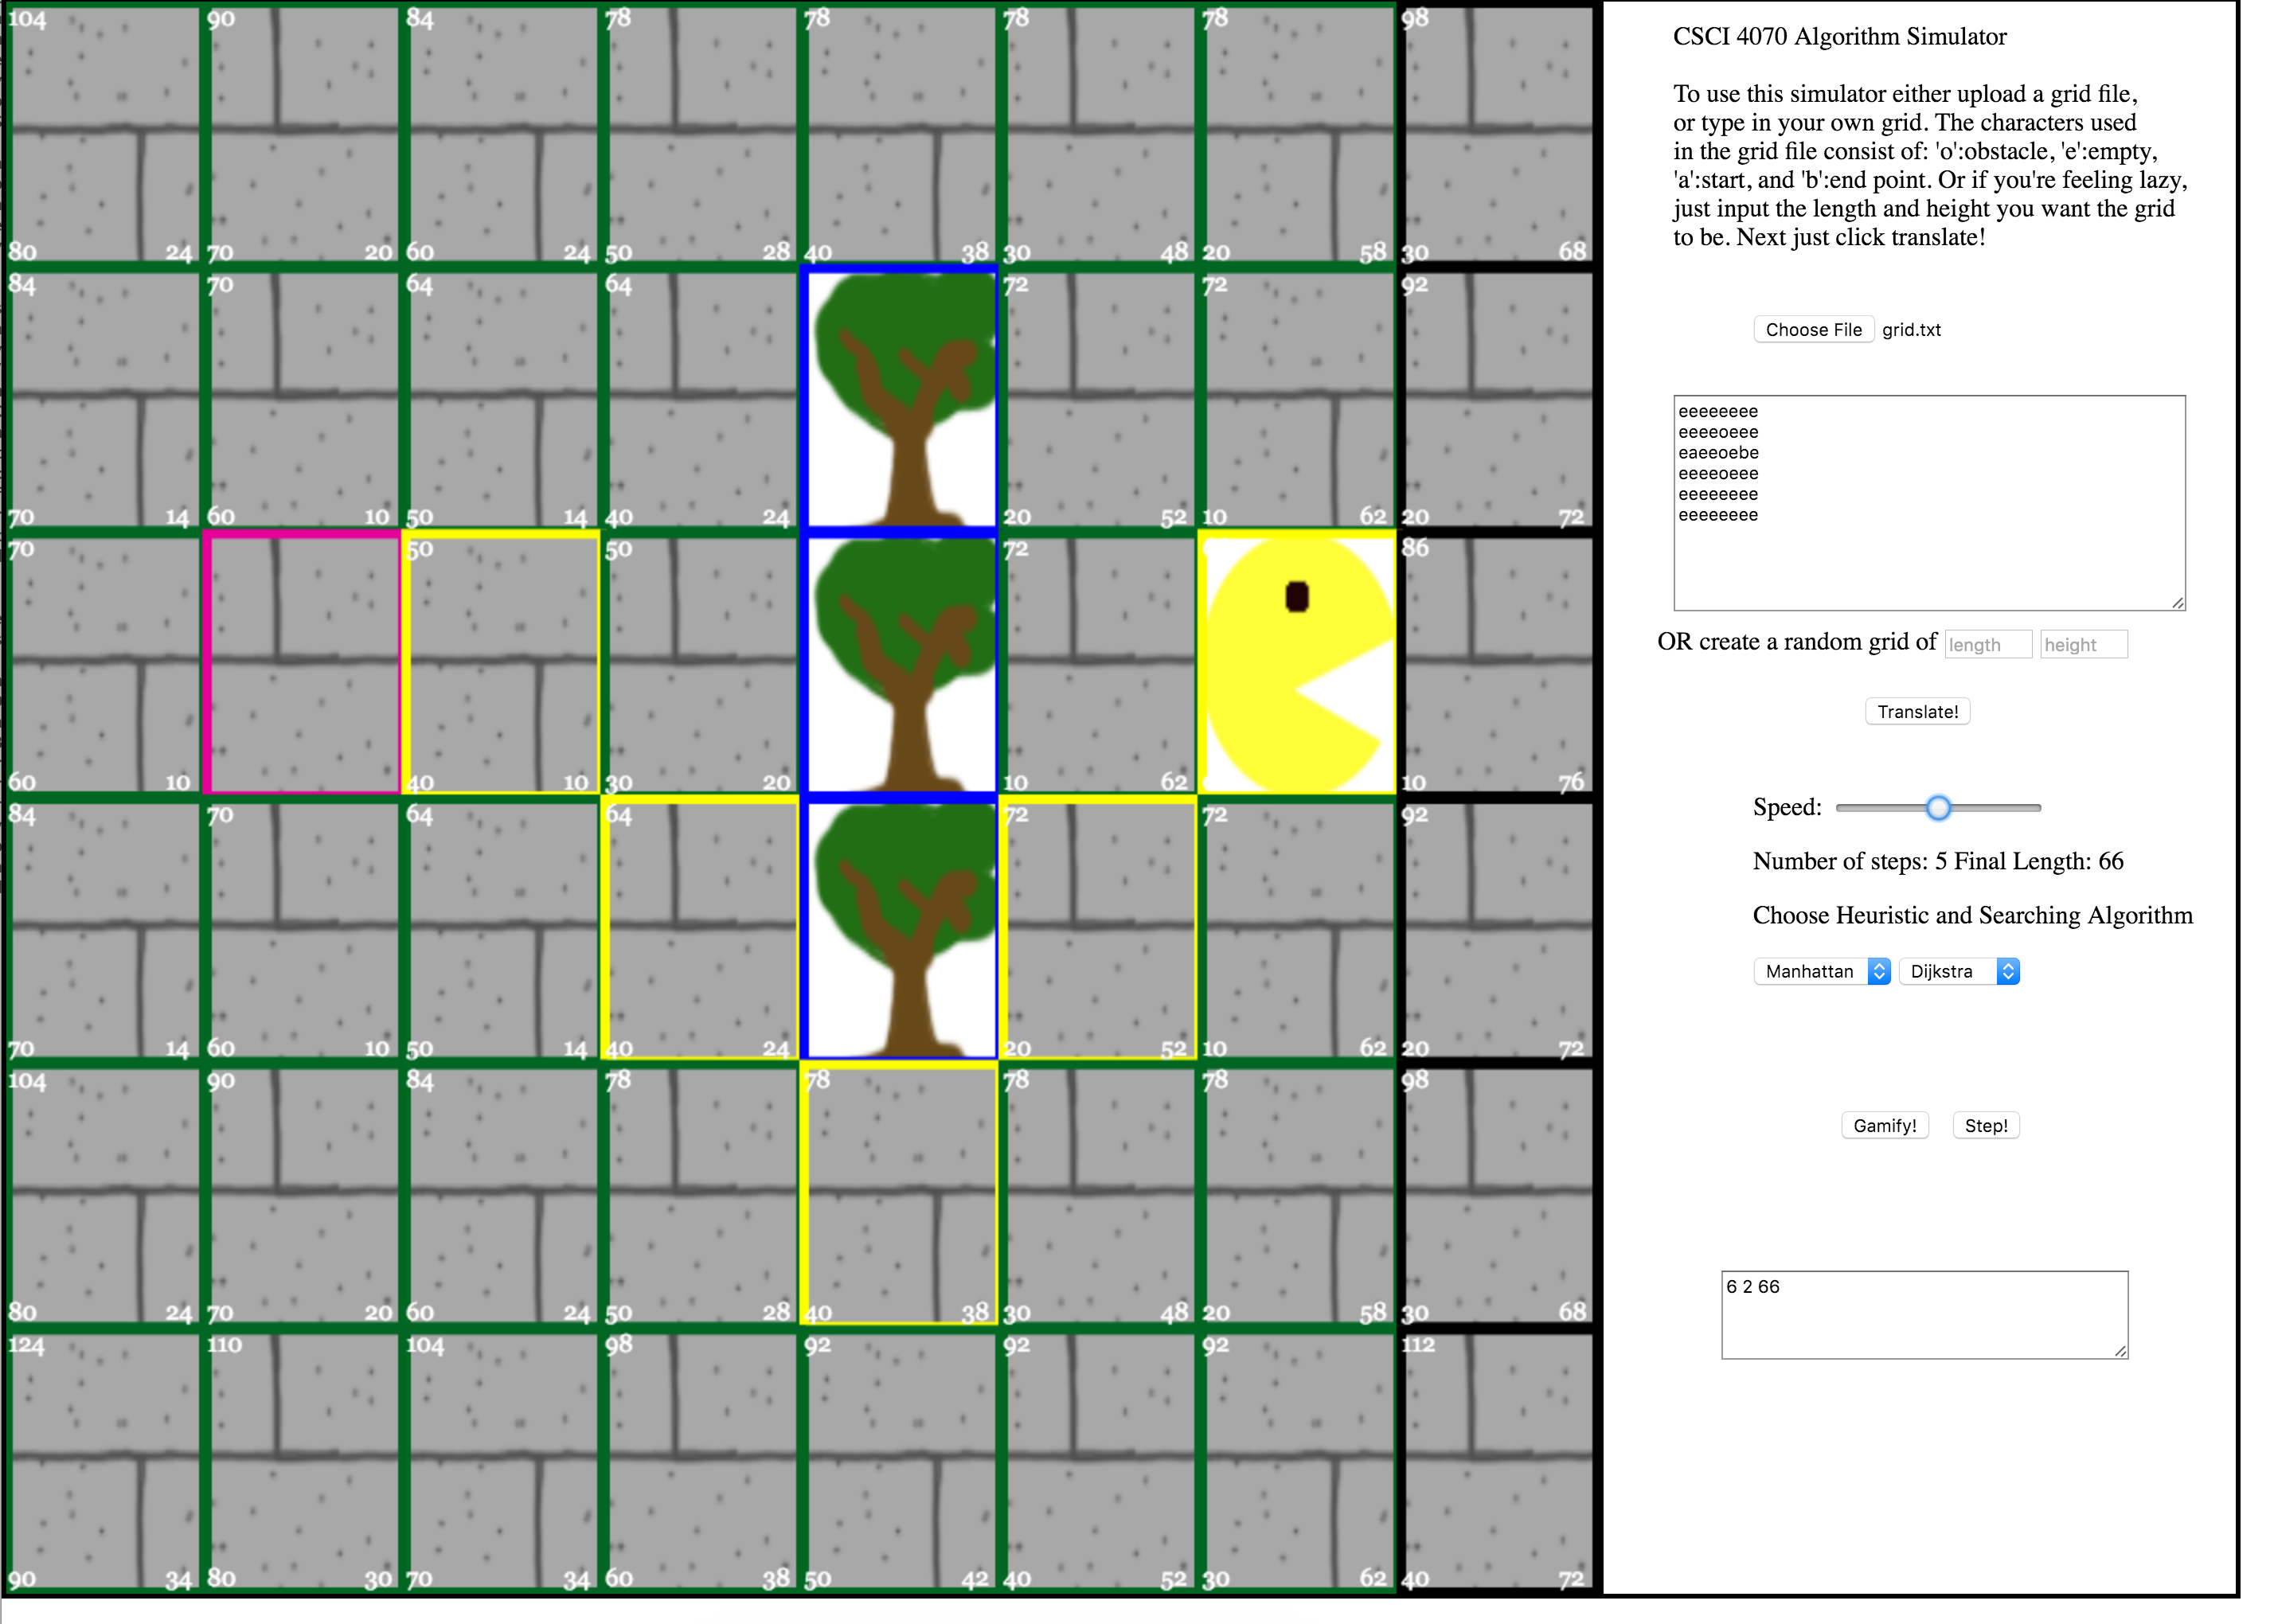 104 90 84 78 78 78 78 98
80 24 70 20 60 24 50 28 40 38 30 48 20 58 30 68
84 70 64 64 72 72 92
70 14 60 10 50 14 40 24 20 52 10 62 20 72
70 50 50 72 86
60 10 40 10 30 20 10 62 10 76
84 70 64 64 72 72 92
70 14 60 10 50 14 40 24 20 52 10 62 20 72
104 90 84 78 78 78 78 98
80 24 70 20 60 24 50 28 40 38 30 48 20 58 30 68
124 110 104 98 92 92 92 112
90 34 80 30 70 34 60 38 50 42 40 52 30 62 40 72
CSCI 4070 Algorithm Simulator
To use this simulator either upload a grid file,
or type in your own grid. The characters used
in the grid file consist of: 'o':obstacle, 'e':empty,
'a':start, and 'b':end point. Or if you're feeling lazy,
just input the length and height you want the grid
to be. Next just click translate!
Choose File grid.txt
eeeeeeee
eeeeoeee
eaeeoebe
eeeeoeee
eeeeeeee
eeeeeeee
OR create a random grid of length height
Translate!
Speed:
Number of steps: 5 Final Length: 66
Choose Heuristic and Searching Algorithm
Manhattan Dijkstra
Gamify! Step!
6 2 66